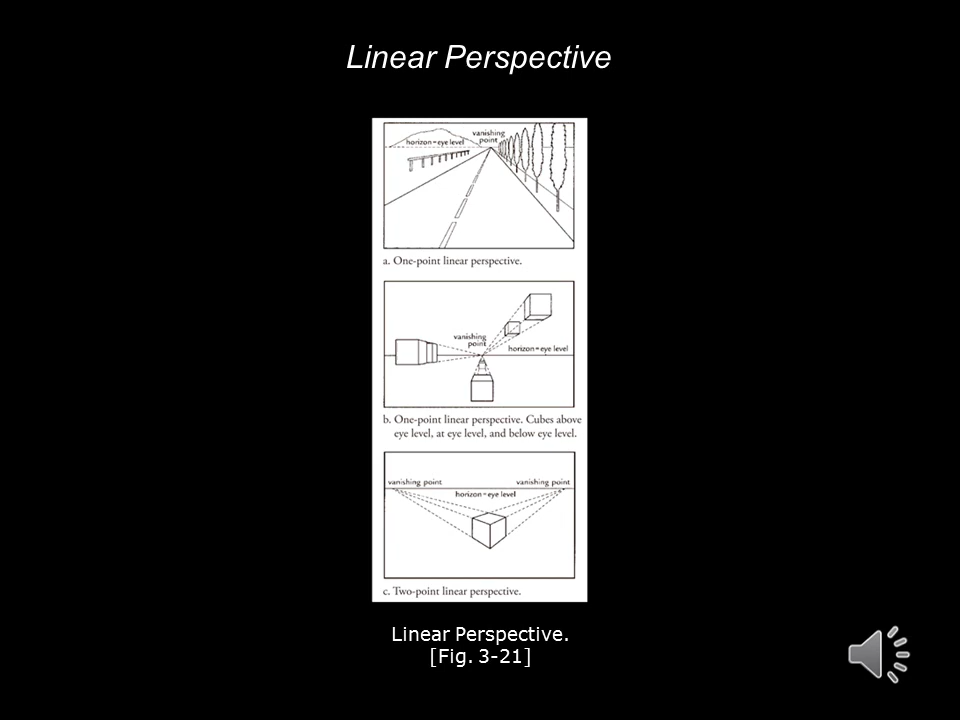 Linear Perspective
vanishing
point
horizon = eye level
a. One-point linear perspective.
vanishing
point
horizon = eye level
b. One-point linear perspective. Cubes above
eye level, at eye level, and below eye level.
vanishing point
vanishing point
horizon = eye level
c. Two-point linear perspective.
Linear Perspective.
[Fig. 3-21]